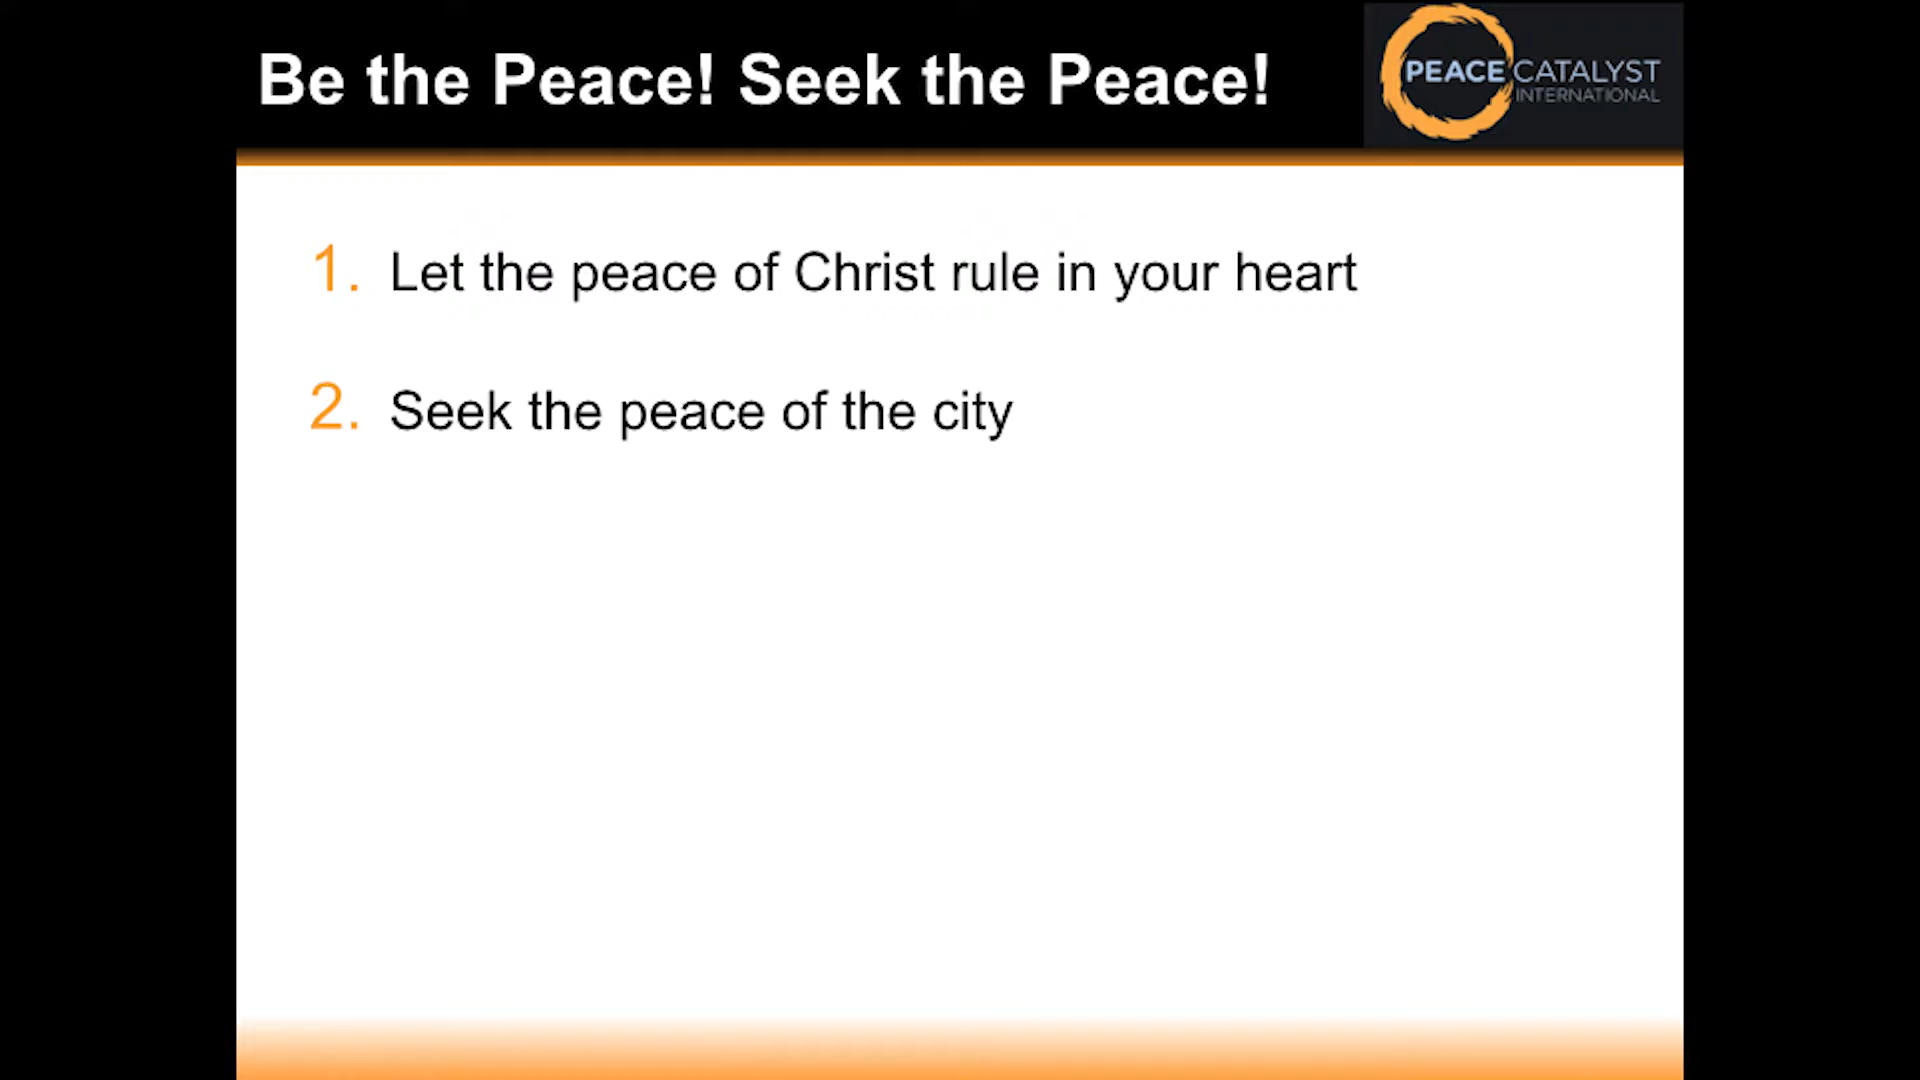 Be the Peace! Seek the Peace!
PEACE CATALYST
INTERNATIONAL
1. Let the peace of Christ rule in your heart
2. Seek the peace of the city